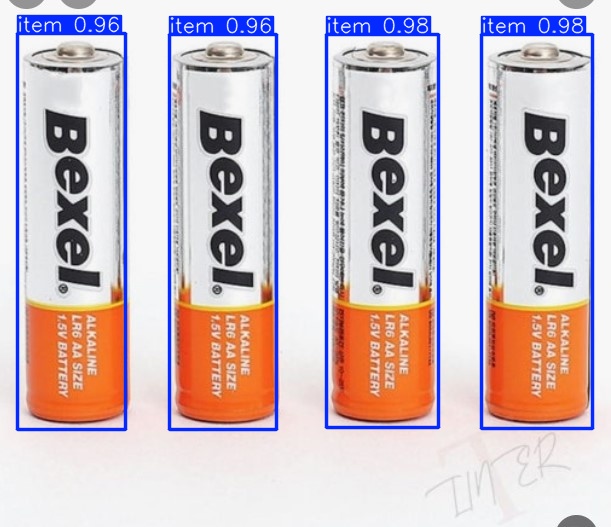 item 0.96
item 0.96
item 0.98
item 0.98
Bexel®
ALKALINE
LR6 AA SIZE
1.5V BATTERY
Bexel®
ALKALINE
LR6 AA SIZE
1.5V BATTERY
Bexel®
ALKALINE
LR6 AA SIZE
1.5V BATTERY
Bexel®
ALKALINE
LR6 AA SIZE
1.5V BATTERY